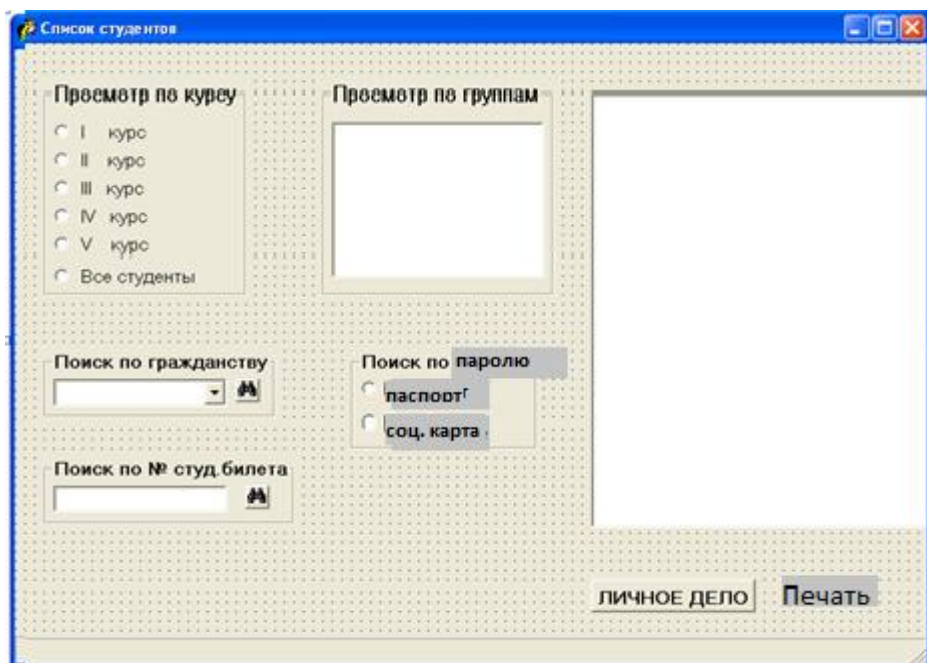 Список студентов
Просмотр по курсу
I курс
II курс
III курс
IV курс
V курс
Все студенты
Просмотр по группам
Поиск по гражданству
Поиск по паролю
паспорт
соц. карта
Поиск по № студ.билета
ЛИЧНОЕ ДЕЛО
Печать